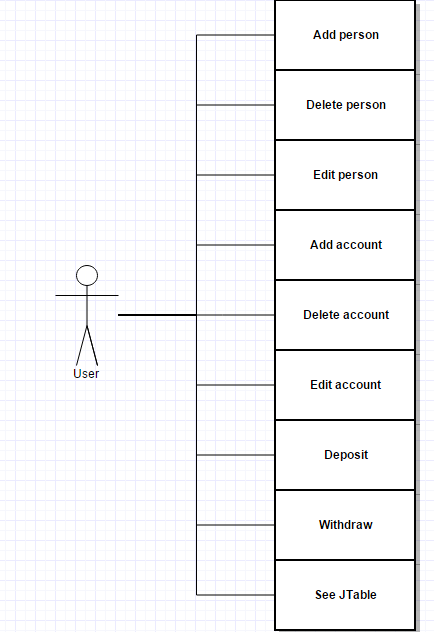 Add person
Delete person
Edit person
Add account
Delete account
Edit account
Deposit
Withdraw
See JTable
User